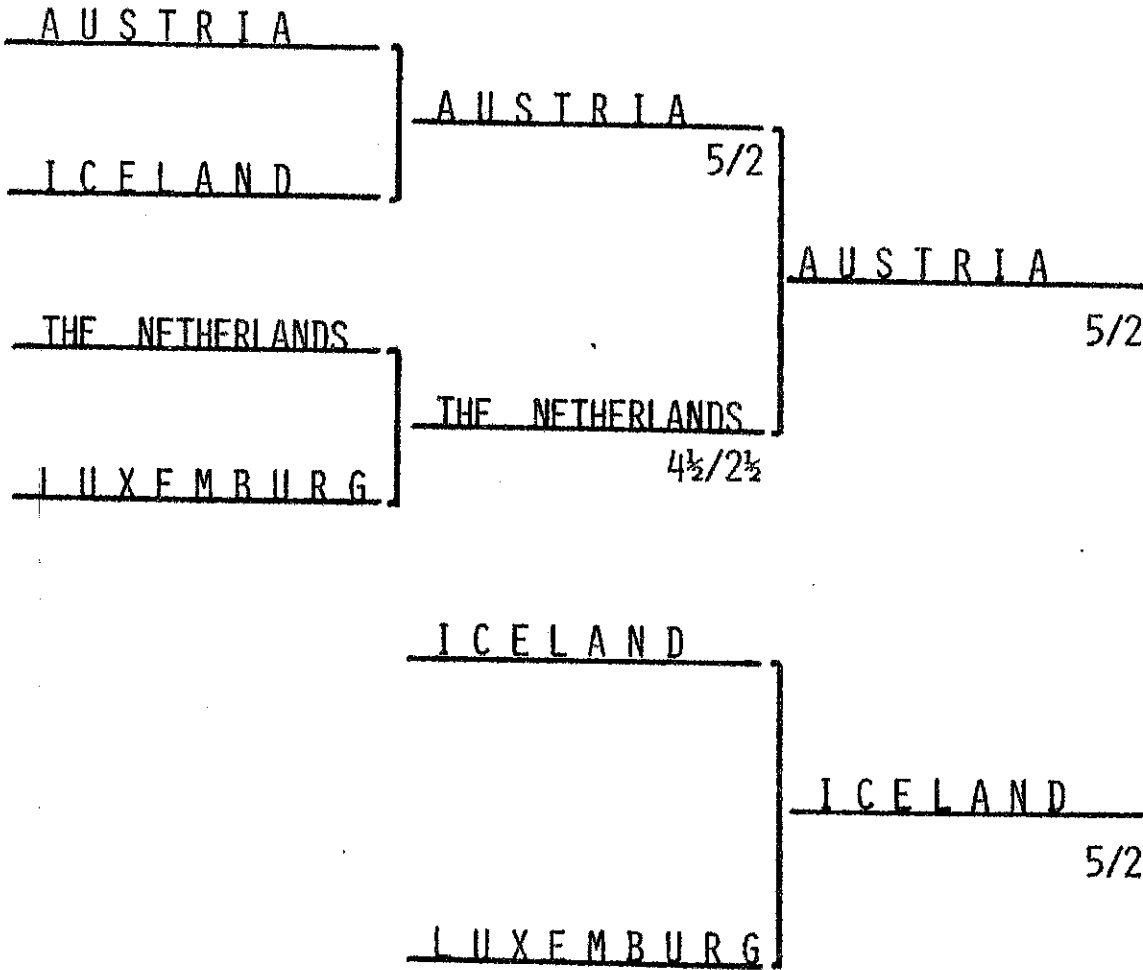 AUSTRIA
AUSTRIA
5/2
ICELAND
AUSTRIA
5/2
THE NETHERLANDS
THE NETHERLANDS
4½/2½
LUXEMBURG
ICELAND
ICELAND
5/2
LUXEMBURG